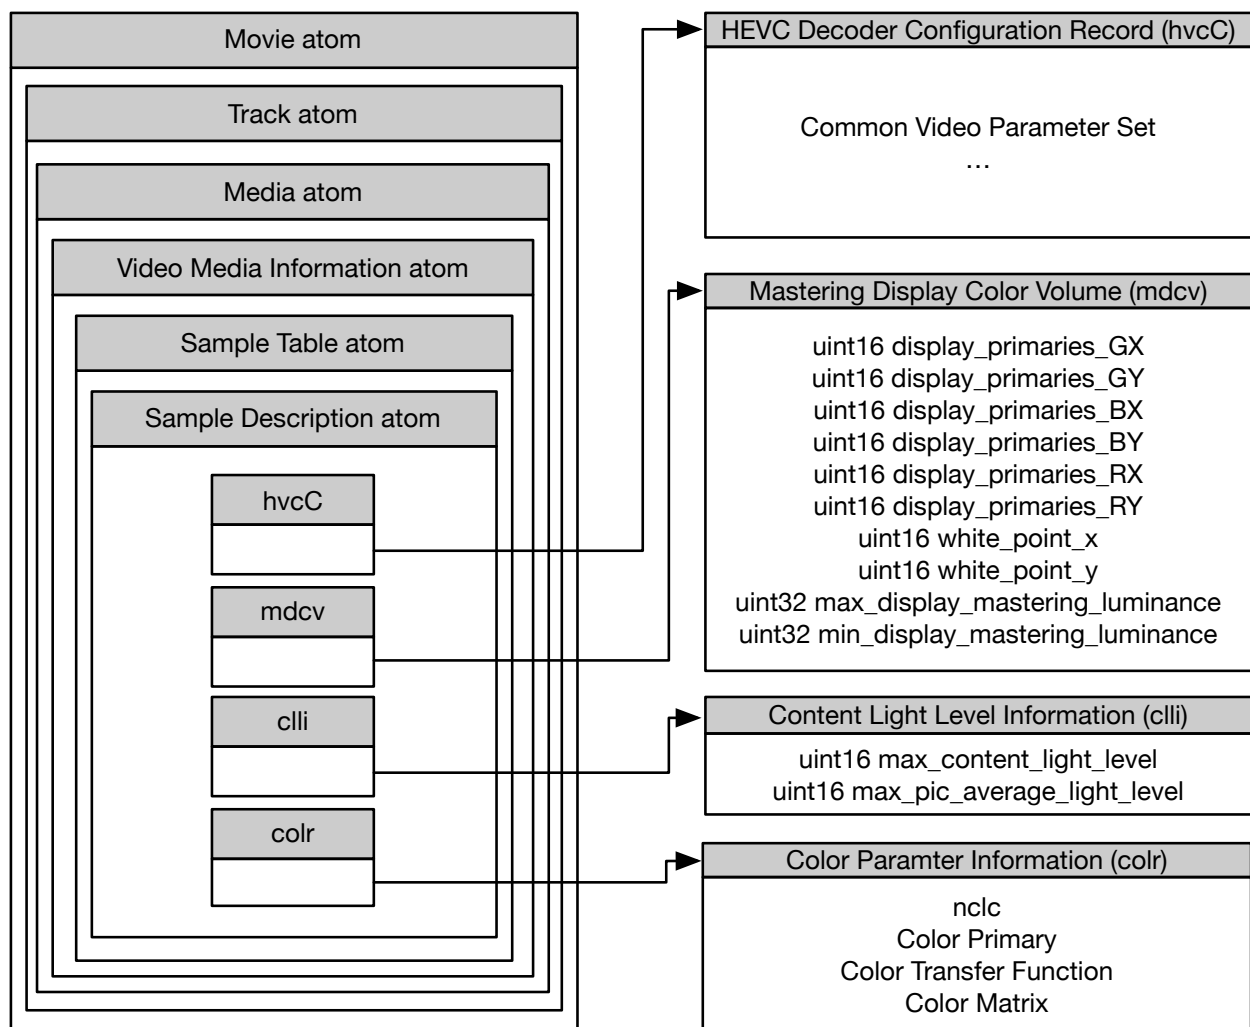 Movie atom
Track atom
Media atom
Video Media Information atom
Sample Table atom
Sample Description atom
hvcC
mdcv
clli
colr
HEVC Decoder Configuration Record (hvcC)
Common Video Parameter Set
…
Mastering Display Color Volume (mdcv)
uint16 display_primaries_GX
uint16 display_primaries_GY
uint16 display_primaries_BX
uint16 display_primaries_BY
uint16 display_primaries_RX
uint16 display_primaries_RY
uint16 white_point_x
uint16 white_point_y
uint32 max_display_mastering_luminance
uint32 min_display_mastering_luminance
Content Light Level Information (clli)
uint16 max_content_light_level
uint16 max_pic_average_light_level
Color Paramter Information (colr)
nclc
Color Primary
Color Transfer Function
Color Matrix